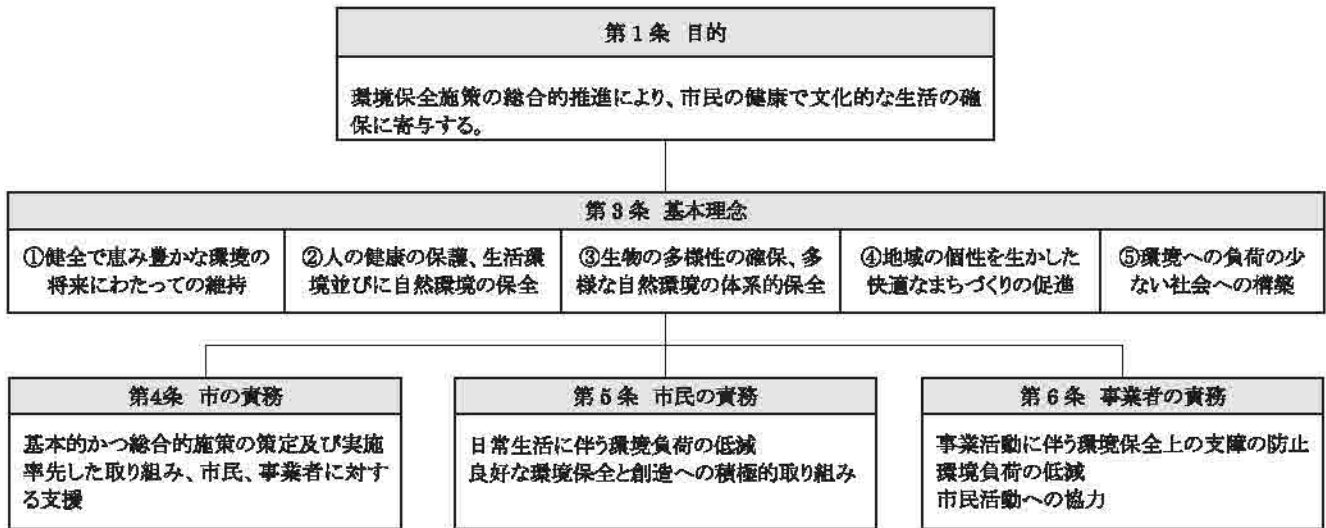 第1条 目的
環境保全施策の総合的推進により、市民の健康で文化的な生活の確
保に寄与する。
第3条 基本理念
①健全で恵み豊かな環境の
将来にわたっての維持
②人の健康の保護、生活環
境並びに自然環境の保全
③生物の多様性の確保、多
様な自然環境の体系的保全
④地域の個性を生かした
快適なまちづくりの促進
⑤環境への負荷の少
ない社会への構築
第4条 市の責務
基本的かつ総合的施策の策定及び実施
率先した取り組み、市民、事業者に対す
る支援
第5条 市民の責務
日常生活に伴う環境負荷の低減
良好な環境保全と創造への積極的取り組み
第6条 事業者の責務
事業活動に伴う環境保全上の支障の防止
環境負荷の低減
市民活動への協力